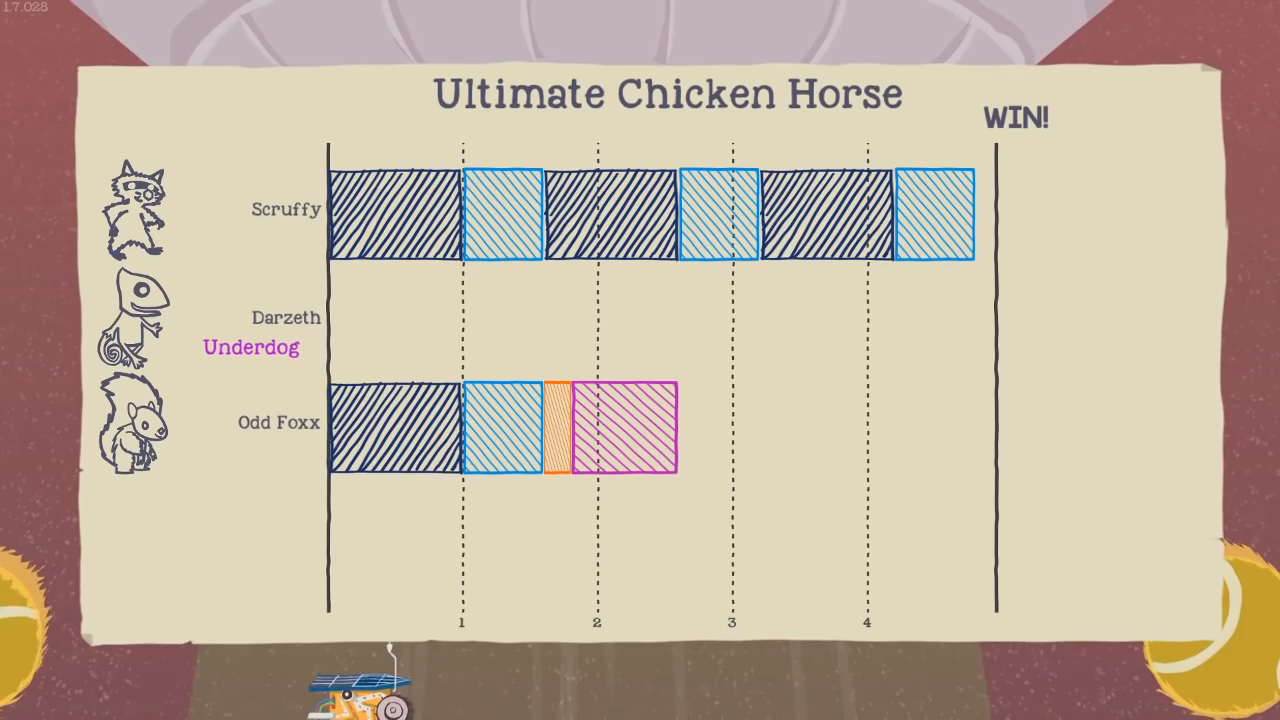 1.7.028
Ultimate Chicken Horse
WIN!
Scruffy
Darzeth
Underdog
Odd Foxx
1 2 3 4